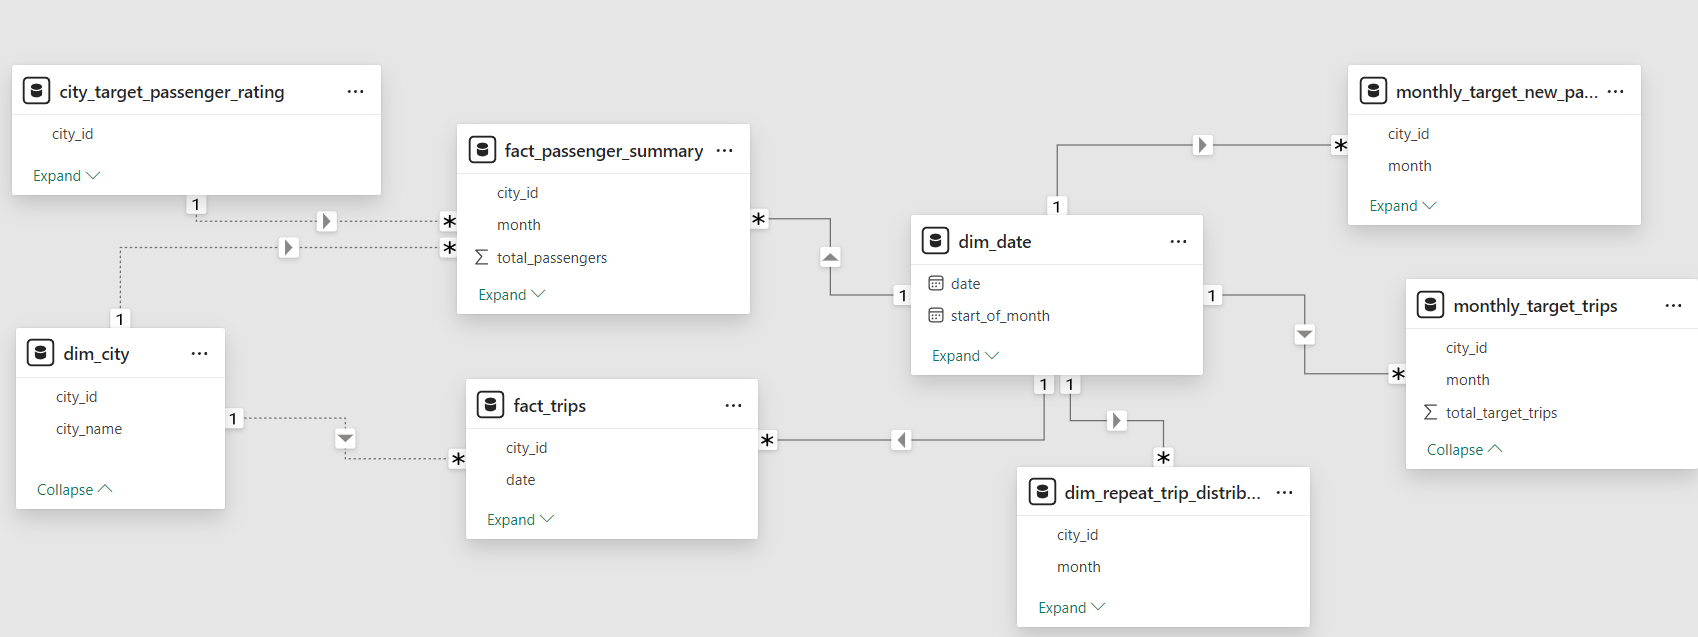 city_target_passenger_rating
city_id
Expand
1
*
fact_passenger_summary
city_id
month
total_passengers
Expand
*
*
1
dim_city
city_id
city_name
Collapse
1
*
fact_trips
city_id
date
Expand
*
1
dim_date
date
start_of_month
Expand
1
1
1
1
*
monthly_target_new_pa...
city_id
month
Expand
*
monthly_target_trips
city_id
month
Σ total_target_trips
Collapse
*
dim_repeat_trip_distrib...
city_id
month
Expand